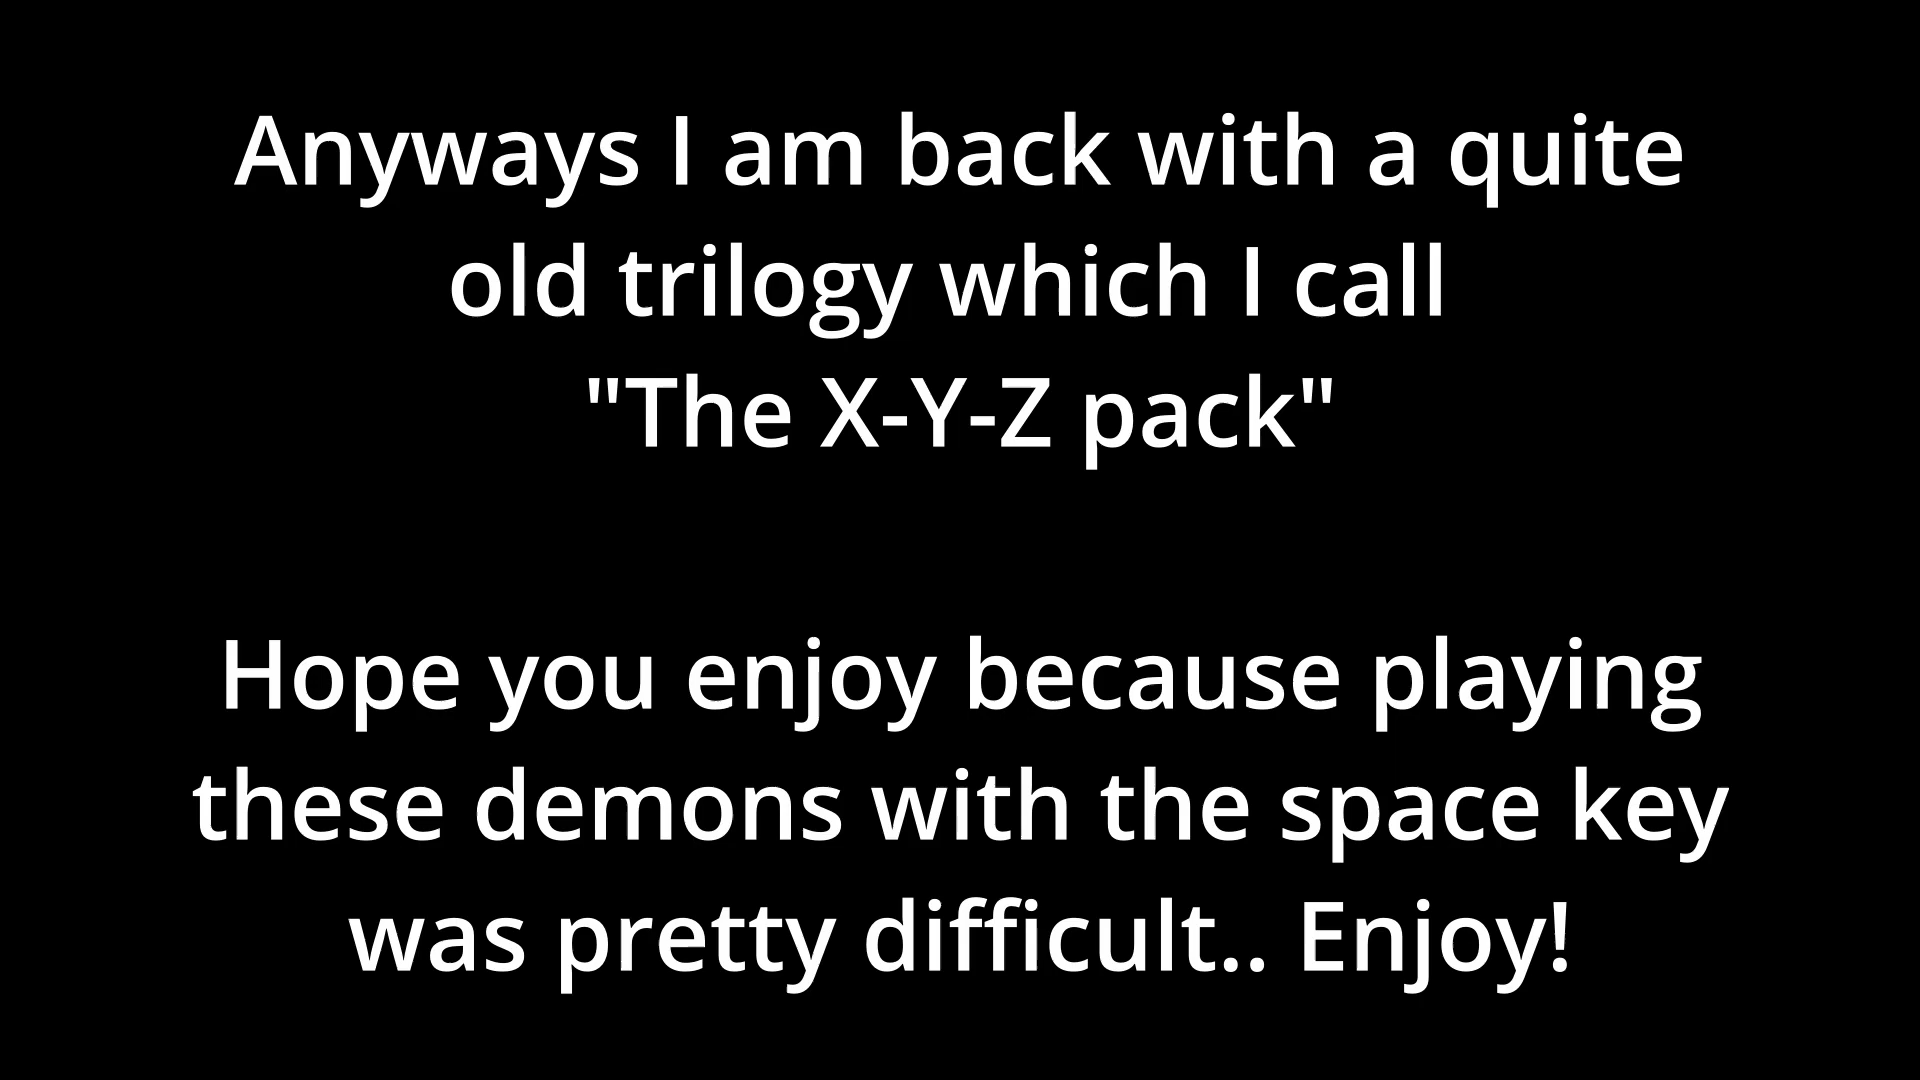 Anyways I am back with a quite
old trilogy which I call
"The X-Y-Z pack"
Hope you enjoy because playing
these demons with the space key
was pretty difficult.. Enjoy!